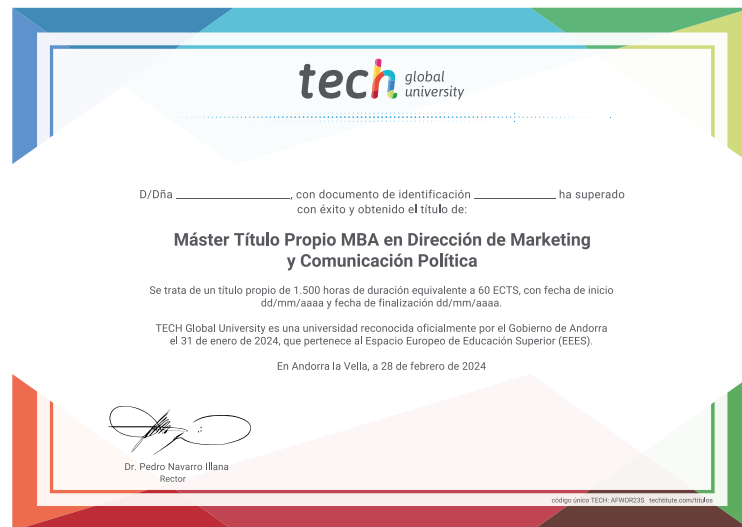 tech global
university
D/Dña ______________, con documento de identificación __________ ha superado
con éxito y obtenido el título de:
Máster Título Propio MBA en Dirección de Marketing
y Comunicación Política
Se trata de un título propio de 1.500 horas de duración equivalente a 60 ECTS, con fecha de inicio
dd/mm/aaaa y fecha de finalización dd/mm/aaaa.
TECH Global University es una universidad reconocida oficialmente por el Gobierno de Andorra
el 31 de enero de 2024, que pertenece al Espacio Europeo de Educación Superior (EEES).
En Andorra la Vella, a 28 de febrero de 2024
Dr. Pedro Navarro Illana
Rector
código único TECH: AFWOR23S techtitute.com/titulos